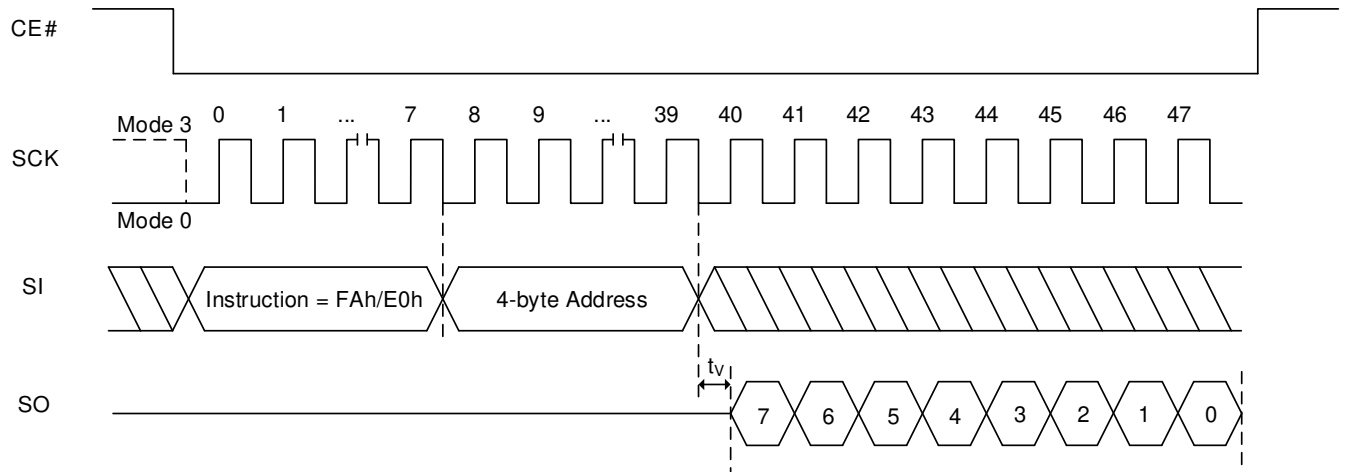 CE#
Mode 3 0 1 ... 7 8 9 ... 39 40 41 42 43 44 45 46 47
SCK
Mode 0
SI
Instruction = FAh/E0h 4-byte Address
tV
SO
7 6 5 4 3 2 1 0